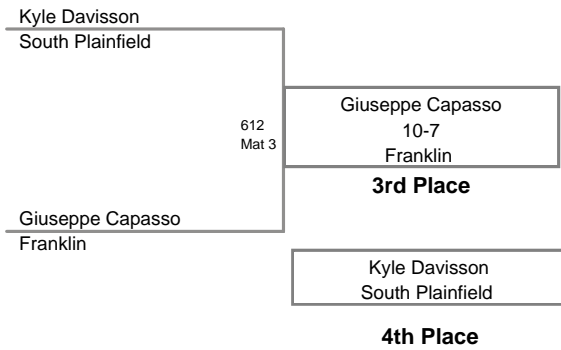 Kyle Davisson
South Plainfield
612
Mat 3
Giuseppe Capasso
10-7
Franklin
3rd Place
Giuseppe Capasso
Franklin
Kyle Davisson
South Plainfield
4th Place